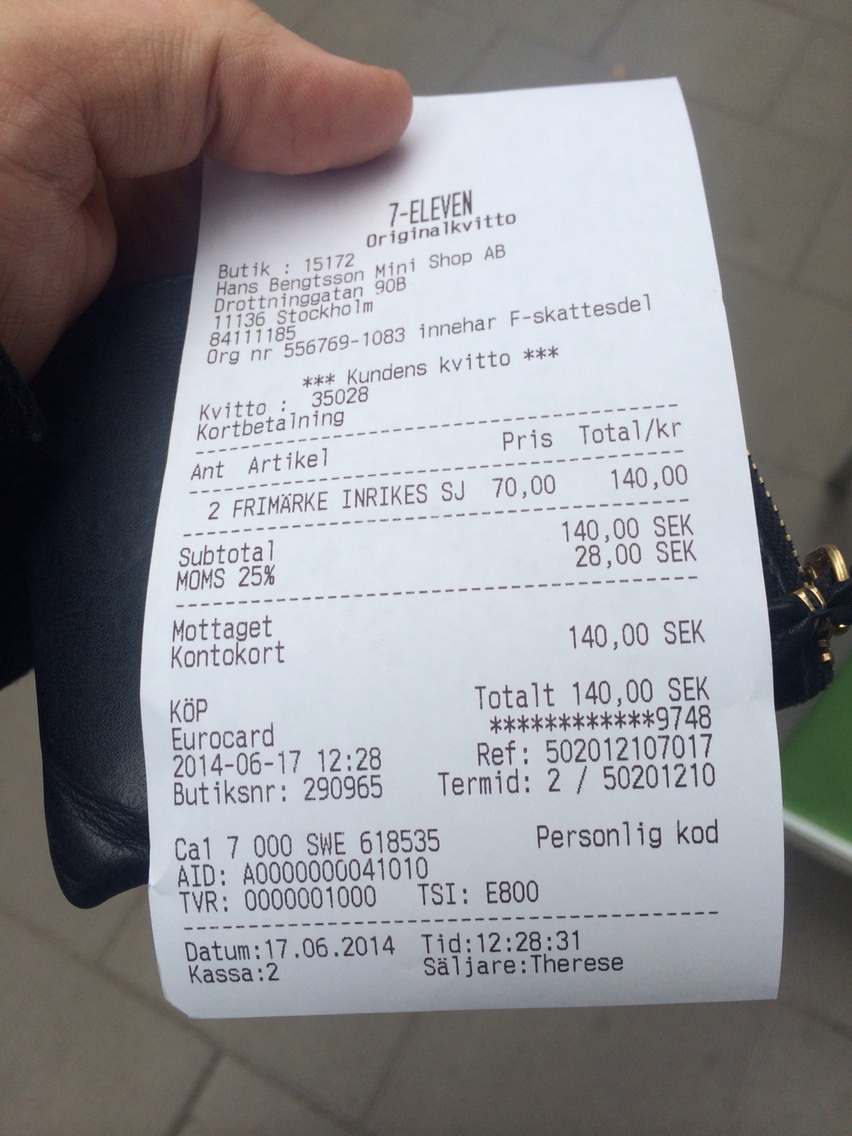 7-ELEVEN
Originalkvitto
Butik : 15172
Hans Bengtsson Mini Shop AB
Drottninggatan 90B
11136 Stockholm
84111185
Org nr 556769-1083 innehar F-skattesdel
*** Kundens kvitto ***
Kvitto : 35028
Kortbetalning
Ant Artikel Pris Total/kr
2 FRIMÄRKE INRIKES SJ 70,00 140,00
Subtotal 140,00 SEK
MOMS 25% 28,00 SEK
Mottaget
Kontokort 140,00 SEK
KÖP Totalt 140,00 SEK
Eurocard ************9748
2014-06-17 12:28 Ref: 502012107017
Butiksnr: 290965 Termid: 2 / 50201210
Ca1 7 000 SWE 618535 Personlig kod
AID: A0000000041010
TVR: 0000001000 TSI: E800
Datum:17.06.2014 Tid:12:28:31
Kassa:2 Säljare:Therese